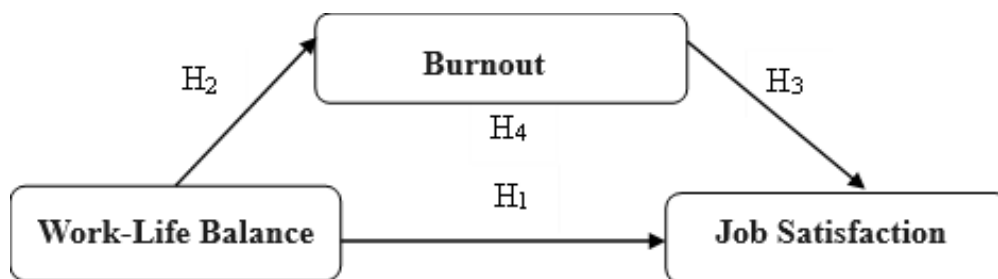 Burnout
H₂
H₃
H₄
H₁
Work-Life Balance
Job Satisfaction